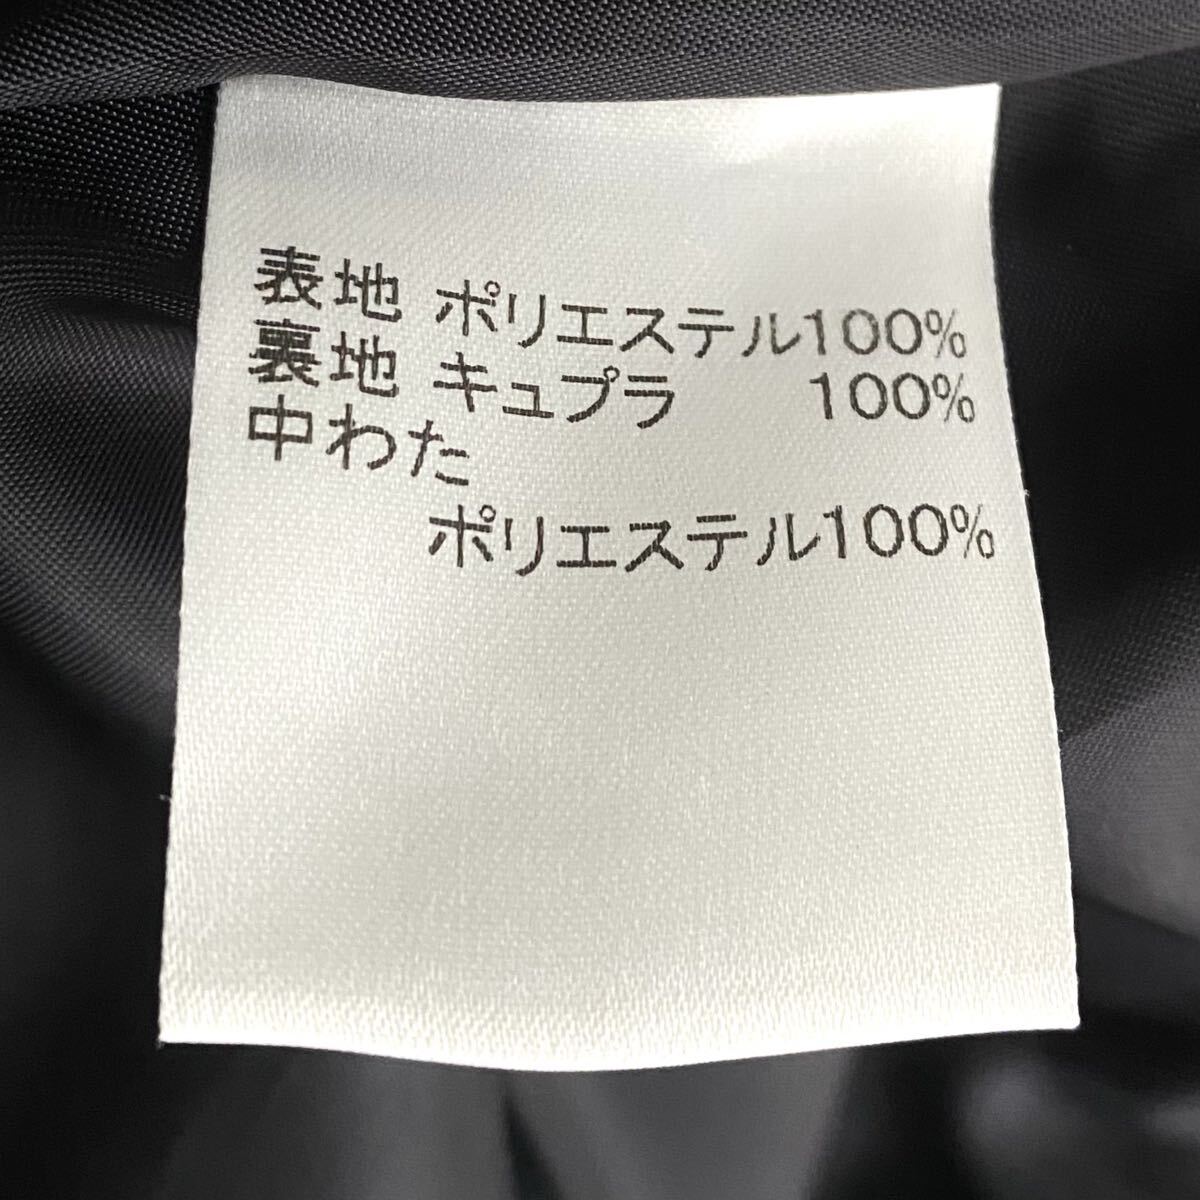 表地 ポリエステル100%
裏地 キュプラ 100%
中わた
ポリエステル100%